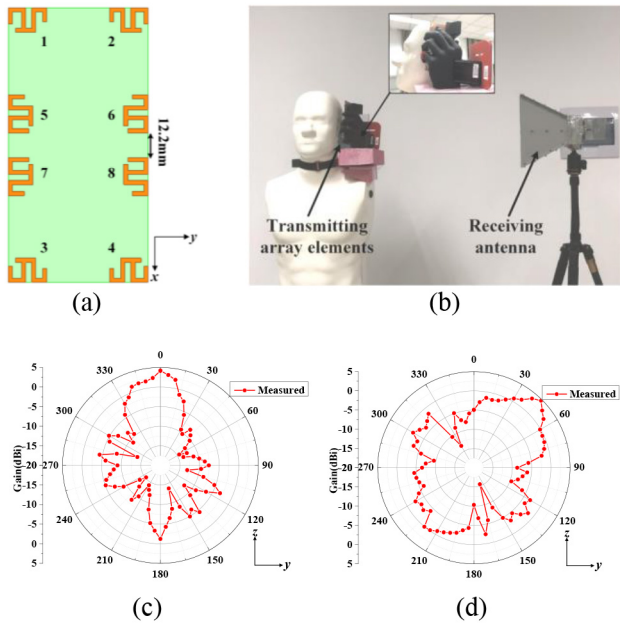 1 2
5 6
12.2mm
7 8
3 4
y
x
(a)
Transmitting
array elements
Receiving
antenna
(b)
0
330 30
300 60
270 90
240 120
210 150
180
5
0
-5
-10
-15
-20
-15
-10
-5
0
5
Gain(dBi)
Measured
z
y
(c)
0
330 30
300 60
270 90
240 120
210 150
180
5
0
-5
-10
-15
-20
-15
-10
-5
0
5
Gain(dBi)
Measured
z
y
(d)